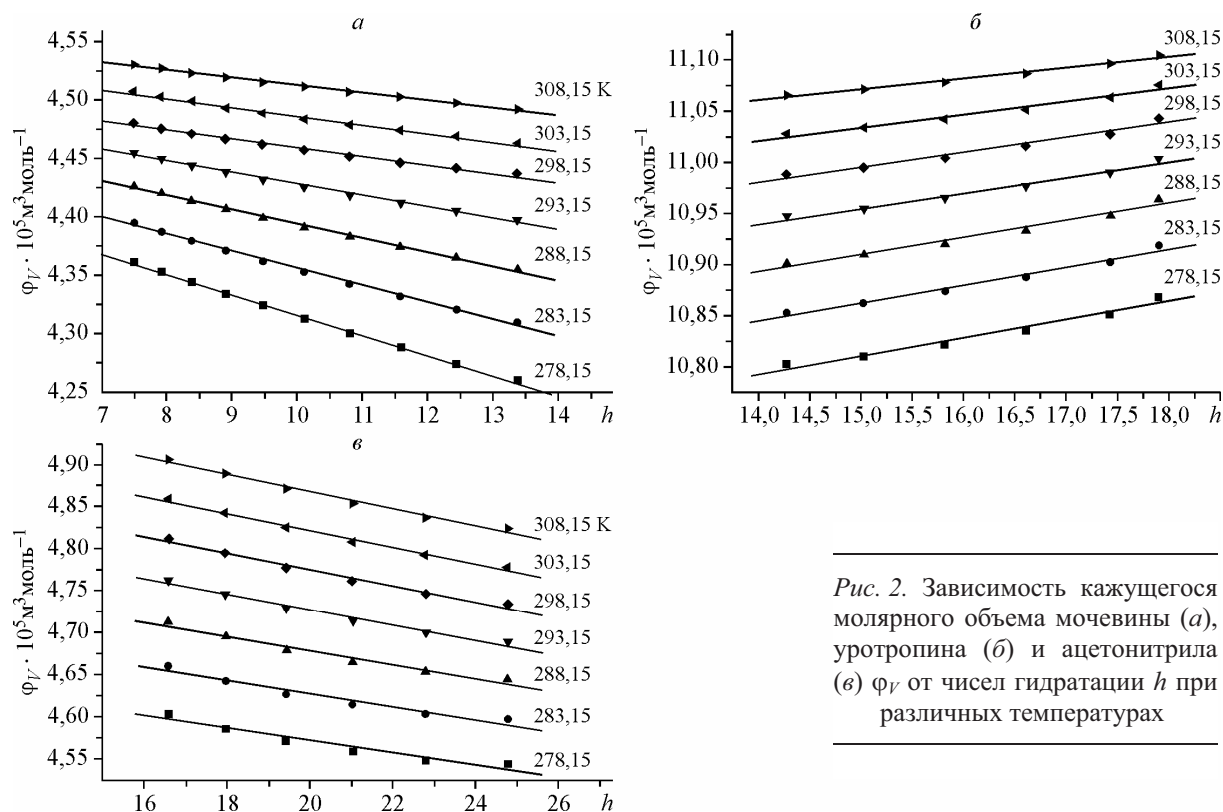 а
φV · 10⁵м³моль⁻¹
4,55
4,50
4,45
4,40
4,35
4,30
4,25
308,15 K
303,15
298,15
293,15
288,15
283,15
278,15
7 8 9 10 11 12 13 14 h
б
φV · 10⁵м³моль⁻¹
11,10
11,05
11,00
10,95
10,90
10,85
10,80
308,15
303,15
298,15
293,15
288,15
283,15
278,15
14,0 14,5 15,0 15,5 16,0 16,5 17,0 17,5 18,0 h
в
φV · 10⁵м³моль⁻¹
4,90
4,85
4,80
4,75
4,70
4,65
4,60
4,55
308,15 K
303,15
298,15
293,15
288,15
283,15
278,15
16 18 20 22 24 26 h
Рис. 2. Зависимость кажущегося
молярного объема мочевины (а),
уротропина (б) и ацетонитрила
(в) φV от чисел гидратации h при
различных температурах